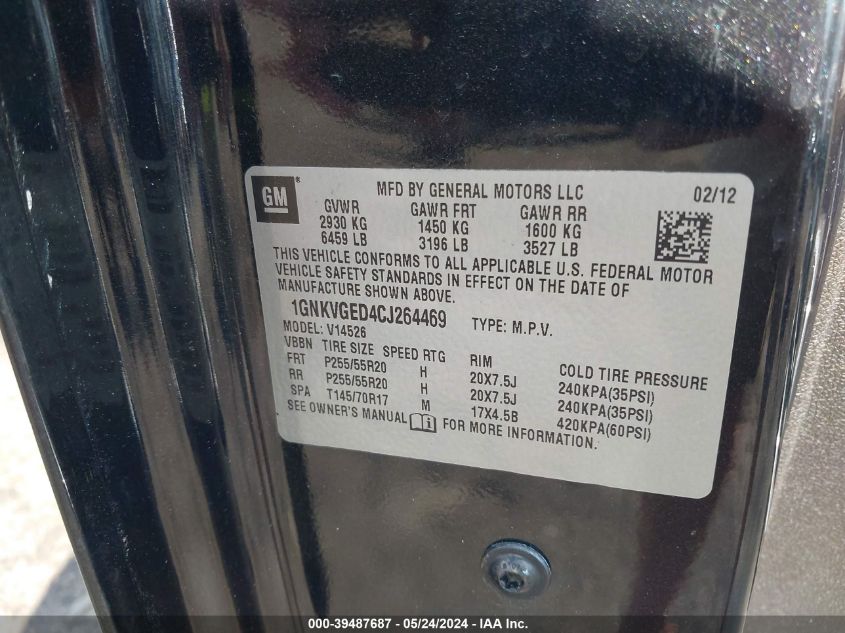 GM ®
MFD BY GENERAL MOTORS LLC 02/12
GVWR GAWR FRT GAWR RR
2930 KG 1450 KG 1600 KG
6459 LB 3196 LB 3527 LB
THIS VEHICLE CONFORMS TO ALL APPLICABLE U.S. FEDERAL MOTOR
VEHICLE SAFETY STANDARDS IN EFFECT ON THE DATE OF
MANUFACTURE SHOWN ABOVE.
1GNKVGED4CJ264469 TYPE: M.P.V.
MODEL: V14526
VBBN TIRE SIZE SPEED RTG RIM COLD TIRE PRESSURE
FRT P255/55R20 H 20X7.5J 240KPA(35PSI)
RR P255/55R20 H 20X7.5J 240KPA(35PSI)
SPA T145/70R17 M 17X4.5B 420KPA(60PSI)
SEE OWNER'S MANUAL i FOR MORE INFORMATION.
000-39487687 - 05/24/2024 - IAA Inc.